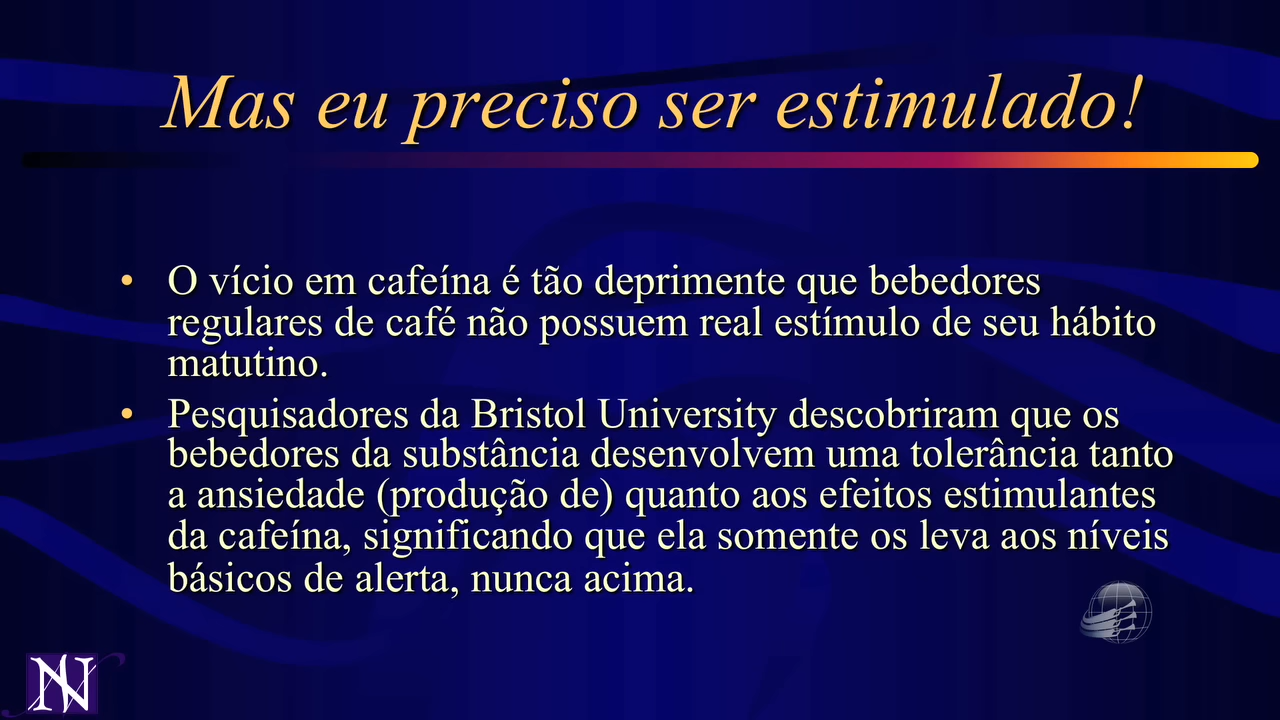 Mas eu preciso ser estimulado!
• O vício em cafeína é tão deprimente que bebedores
regulares de café não possuem real estímulo de seu hábito
matutino.
• Pesquisadores da Bristol University descobriram que os
bebedores da substância desenvolvem uma tolerância tanto
a ansiedade (produção de) quanto aos efeitos estimulantes
da cafeína, significando que ela somente os leva aos níveis
básicos de alerta, nunca acima.